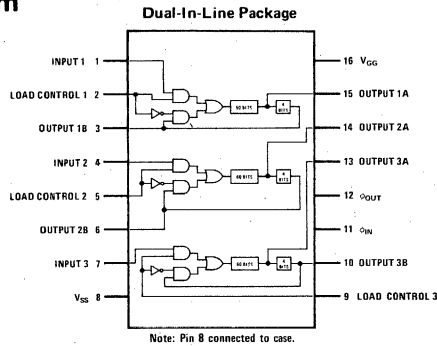 m
Dual-In-Line Package
INPUT 1 1
16 VGG
LOAD CONTROL 1 2
60 BITS
4 BITS
15 OUTPUT 1A
OUTPUT 1B 3
14 OUTPUT 2A
INPUT 2 4
60 BITS
4 BITS
13 OUTPUT 3A
LOAD CONTROL 2 5
12 φOUT
OUTPUT 2B 6
11 φIN
INPUT 3 7
60 BITS
4 BITS
10 OUTPUT 3B
VSS 8
9 LOAD CONTROL 3
Note: Pin 8 connected to case.